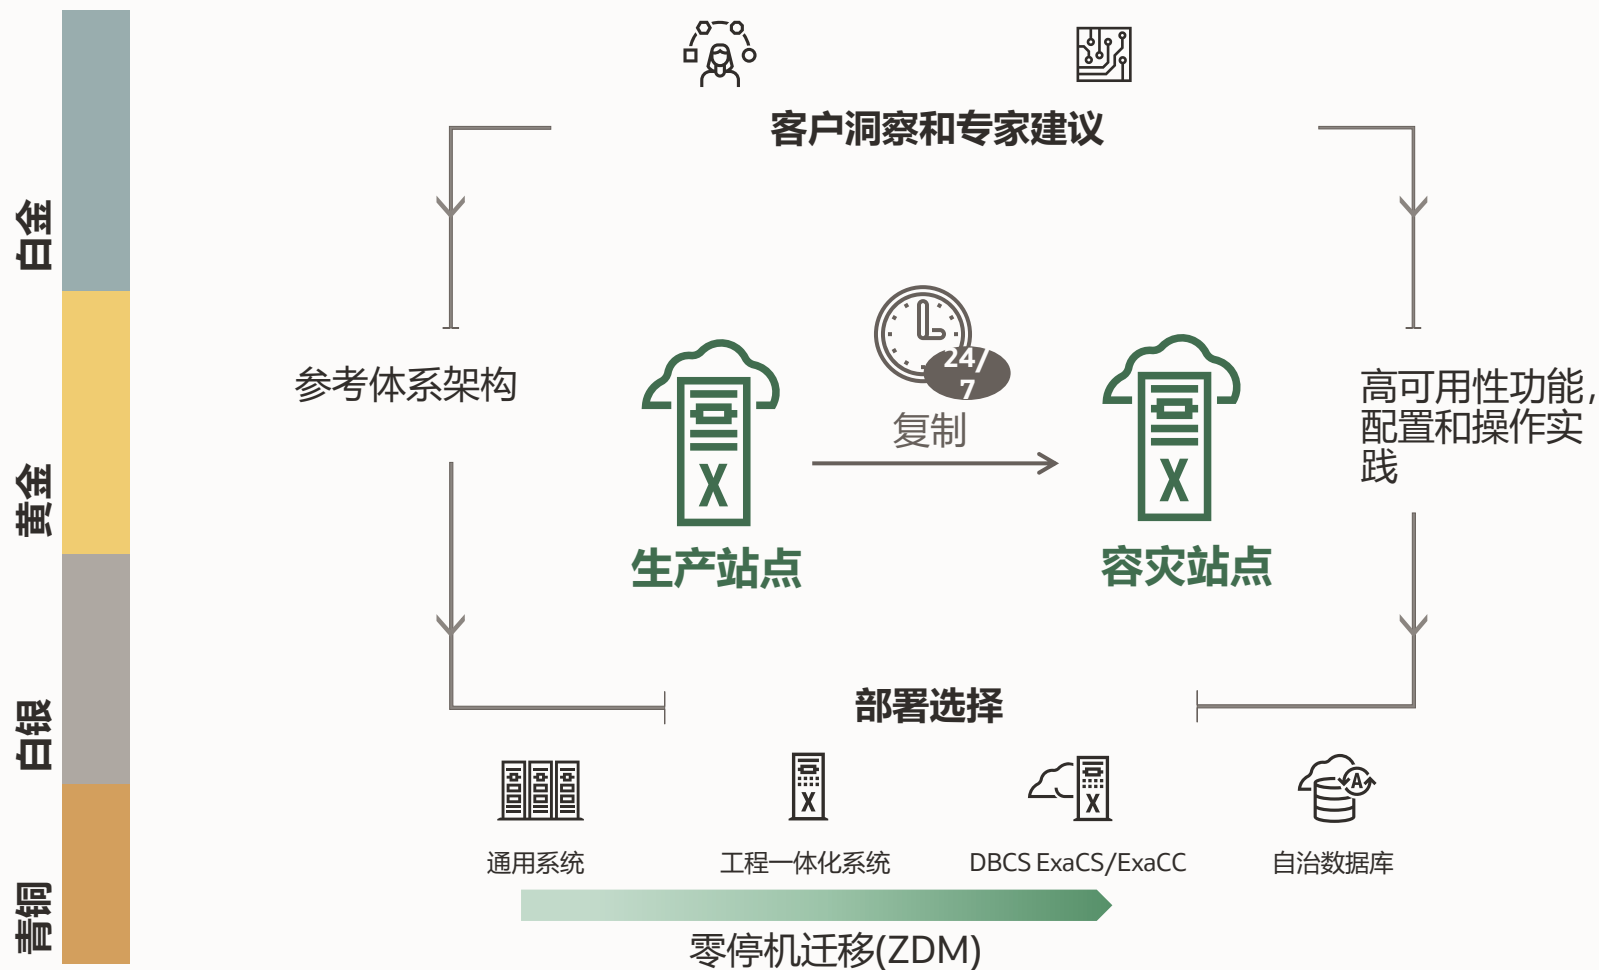 白金
黄金
白银
青铜
客户洞察和专家建议
参考体系架构
24/
7
复制
高可用性功能,
配置和操作实
践
X
X
生产站点
容灾站点
部署选择
X
X
A
通用系统
工程一体化系统
DBCS ExaCS/ExaCC
自治数据库
零停机迁移(ZDM)